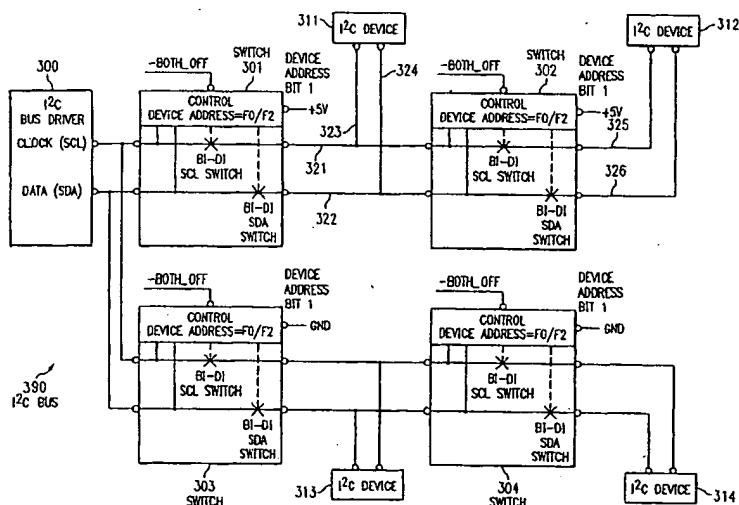 300
I²C
BUS DRIVER
CLOCK (SCL)
DATA (SDA)
-BOTH_OFF
SWITCH
301
DEVICE
ADDRESS
BIT 1
+5V
CONTROL
DEVICE ADDRESS=F0/F2
BI-DI
SCL SWITCH
BI-DI
SDA
SWITCH
311
I²C DEVICE
323
324
321
322
-BOTH_OFF
SWITCH
302
DEVICE
ADDRESS
BIT 1
+5V
CONTROL
DEVICE ADDRESS=F0/F2
BI-DI
SCL SWITCH
BI-DI
SDA
SWITCH
325
326
I²C DEVICE
312
390
I²C BUS
-BOTH_OFF
DEVICE
ADDRESS
BIT 1
GND
CONTROL
DEVICE ADDRESS=F0/F2
BI-DI
SCL SWITCH
BI-DI
SDA
SWITCH
303
SWITCH
313
I²C DEVICE
-BOTH_OFF
DEVICE
ADDRESS
BIT 1
GND
CONTROL
DEVICE ADDRESS=F0/F2
BI-DI
SCL SWITCH
BI-DI
SDA
SWITCH
304
SWITCH
I²C DEVICE
314